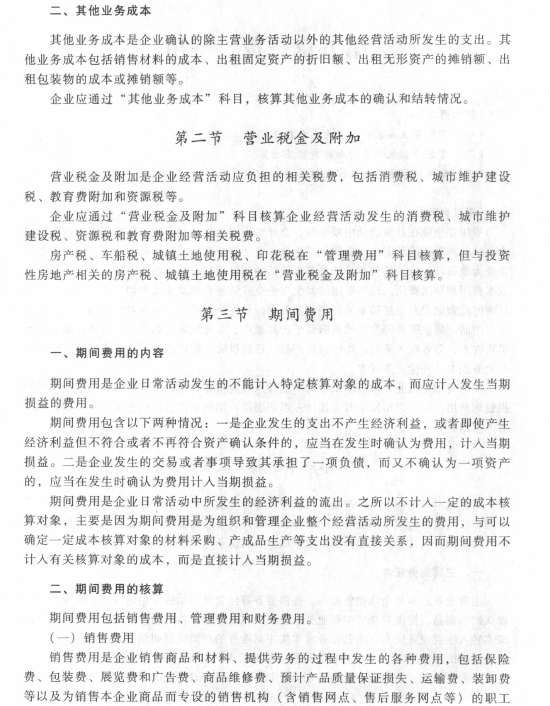 二、其他业务成本
其他业务成本是企业确认的除主营业务活动以外的其他经营活动所发生的支出。其
他业务成本包括销售材料的成本、出租固定资产的折旧额、出租无形资产的摊销额、出
租包装物的成本或摊销额等。
企业应通过“其他业务成本”科目，核算其他业务成本的确认和结转情况。
第二节 营业税金及附加
营业税金及附加是企业经营活动应负担的相关税费，包括消费税、城市维护建设
税、教育费附加和资源税等。
企业应通过“营业税金及附加”科目核算企业经营活动发生的消费税、城市维护
建设税、资源税和教育费附加等相关税费。
房产税、车船税、城镇土地使用税、印花税在“管理费用”科目核算，但与投资
性房地产相关的房产税、城镇土地使用税在“营业税金及附加”科目核算。
第三节 期间费用
一、期间费用的内容
期间费用是企业日常活动发生的不能计入特定核算对象的成本，而应计入发生当期
损益的费用。
期间费用包含以下两种情况：一是企业发生的支出不产生经济利益，或者即使产生
经济利益但不符合或者不再符合资产确认条件的，应当在发生时确认为费用，计入当期
损益。二是企业发生的交易或者事项导致其承担了一项负债，而又不确认为一项资产
的，应当在发生时确认为费用计入当期损益。
期间费用是企业日常活动中所发生的经济利益的流出。之所以不计入一定的成本核
算对象，主要是因为期间费用是为组织和管理企业整个经营活动所发生的费用，与可以
确定一定成本核算对象的材料采购、产成品生产等支出没有直接关系，因而期间费用不
计入有关核算对象的成本，而是直接计入当期损益。
二、期间费用的核算
期间费用包括销售费用、管理费用和财务费用。
（一）销售费用
销售费用是企业销售商品和材料、提供劳务的过程中发生的各种费用，包括保险
费、包装费、展览费和广告费、商品维修费、预计产品质量保证损失、运输费、装卸费
等以及为销售本企业商品而专设的销售机构（含销售网点、售后服务网点等）的职工